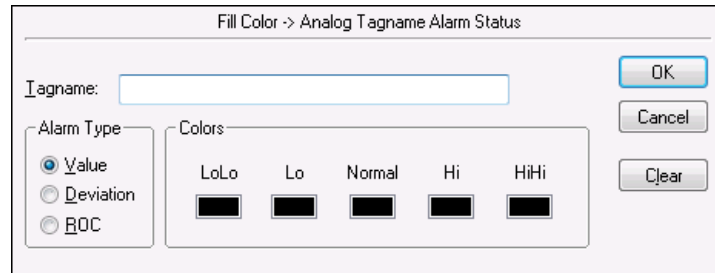 Fill Color -> Analog Tagname Alarm Status
Tagname:
OK
Cancel
Clear
Alarm Type
Value
Deviation
ROC
Colors
LoLo Lo Normal Hi HiHi